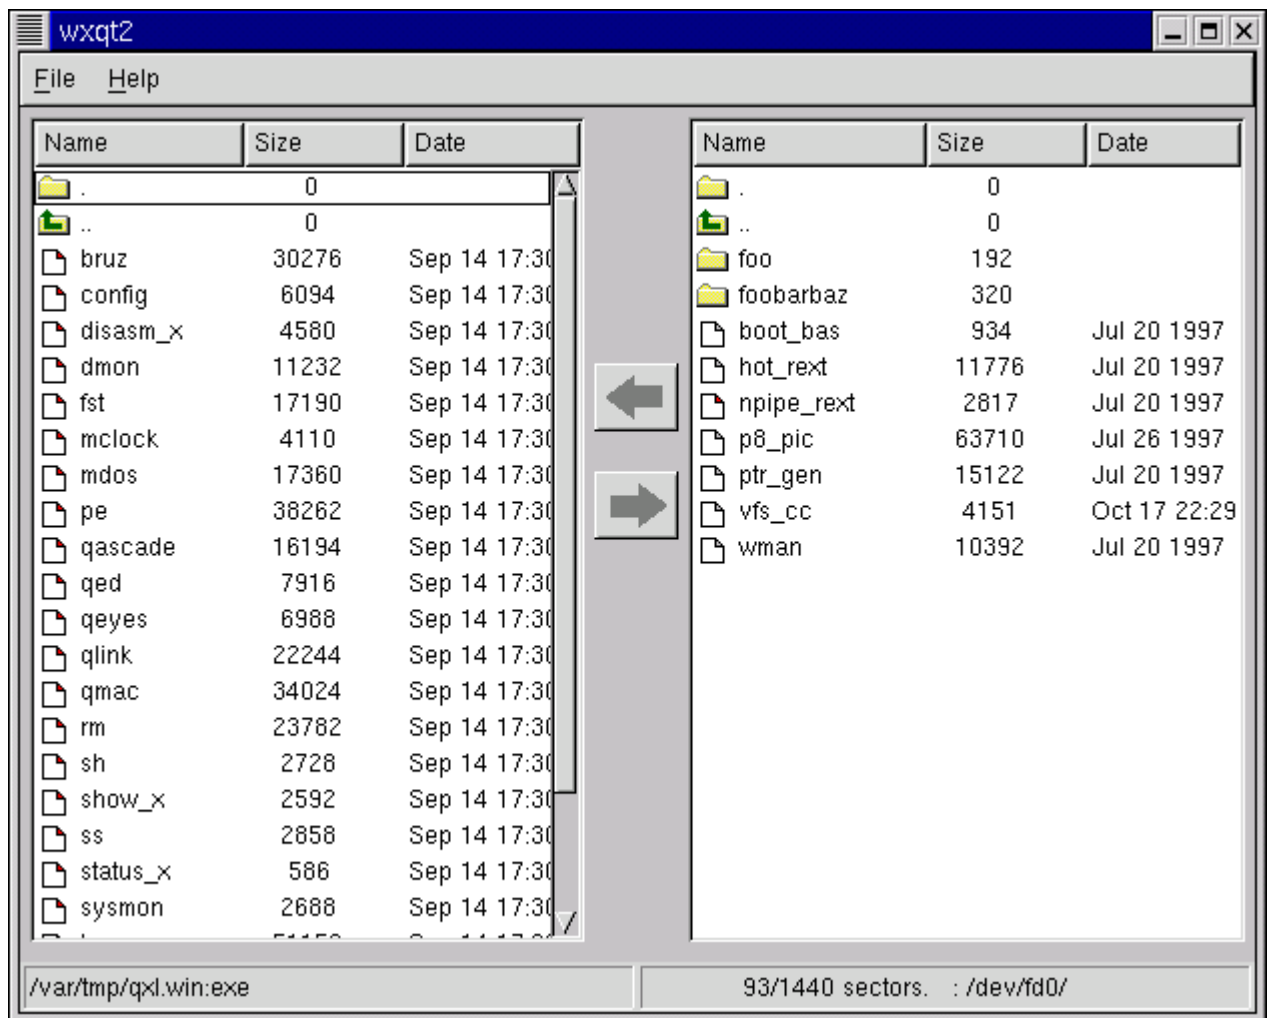 wxqt2
File Help
Name Size Date
. 0
.. 0
bruz 30276 Sep 14 17:30
config 6094 Sep 14 17:30
disasm_x 4580 Sep 14 17:30
dmon 11232 Sep 14 17:30
fst 17190 Sep 14 17:30
mclock 4110 Sep 14 17:30
mdos 17360 Sep 14 17:30
pe 38262 Sep 14 17:30
qascade 16194 Sep 14 17:30
qed 7916 Sep 14 17:30
qeyes 6988 Sep 14 17:30
qlink 22244 Sep 14 17:30
qmac 34024 Sep 14 17:30
rm 23782 Sep 14 17:30
sh 2728 Sep 14 17:30
show_x 2592 Sep 14 17:30
ss 2858 Sep 14 17:30
status_x 586 Sep 14 17:30
sysmon 2688 Sep 14 17:30
Name Size Date
. 0
.. 0
foo 192
foobarbaz 320
boot_bas 934 Jul 20 1997
hot_rext 11776 Jul 20 1997
npipe_rext 2817 Jul 20 1997
p8_pic 63710 Jul 26 1997
ptr_gen 15122 Jul 20 1997
vfs_cc 4151 Oct 17 22:29
wman 10392 Jul 20 1997
/var/tmp/qxl.win:exe
93/1440 sectors. : /dev/fd0/